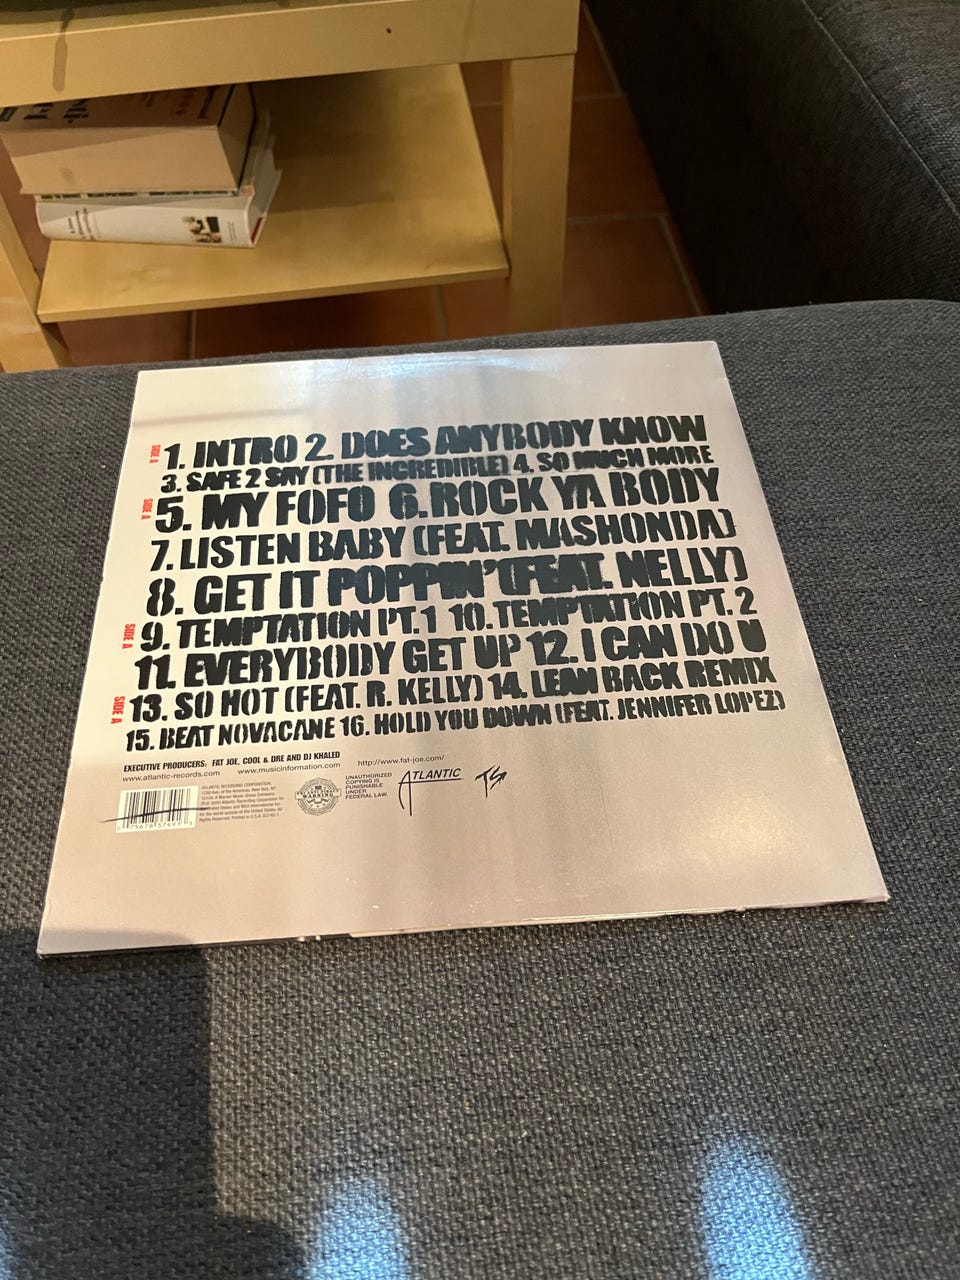 SIDE A
1. INTRO 2. DOES ANYBODY KNOW
3. SAFE 2 SAY (THE INCREDIBLE) 4. SO MUCH MORE
SIDE A
5. MY FOFO 6. ROCK YA BODY
7. LISTEN BABY (FEAT. MASHONDA)
8. GET IT POPPIN' (FEAT. NELLY)
SIDE A
9. TEMPTATION PT.1 10. TEMPTATION PT. 2
11. EVERYBODY GET UP 12. I CAN DO U
SIDE A
13. SO HOT (FEAT. R. KELLY) 14. LEAN BACK REMIX
15. BEAT NOVACANE 16. HOLD YOU DOWN (FEAT. JENNIFER LOPEZ)
EXECUTIVE PRODUCERS: FAT JOE, COOL & DRE AND DJ KHALED
www.atlantic-records.com www.musicinformation.com http://www.fat-joe.com/
ATLANTIC RECORDING CORPORATION,
UNAUTHORIZED
COPYING IS
PUNISHABLE
UNDER
FEDERAL LAW.
WARNING
ATLANTIC
TS